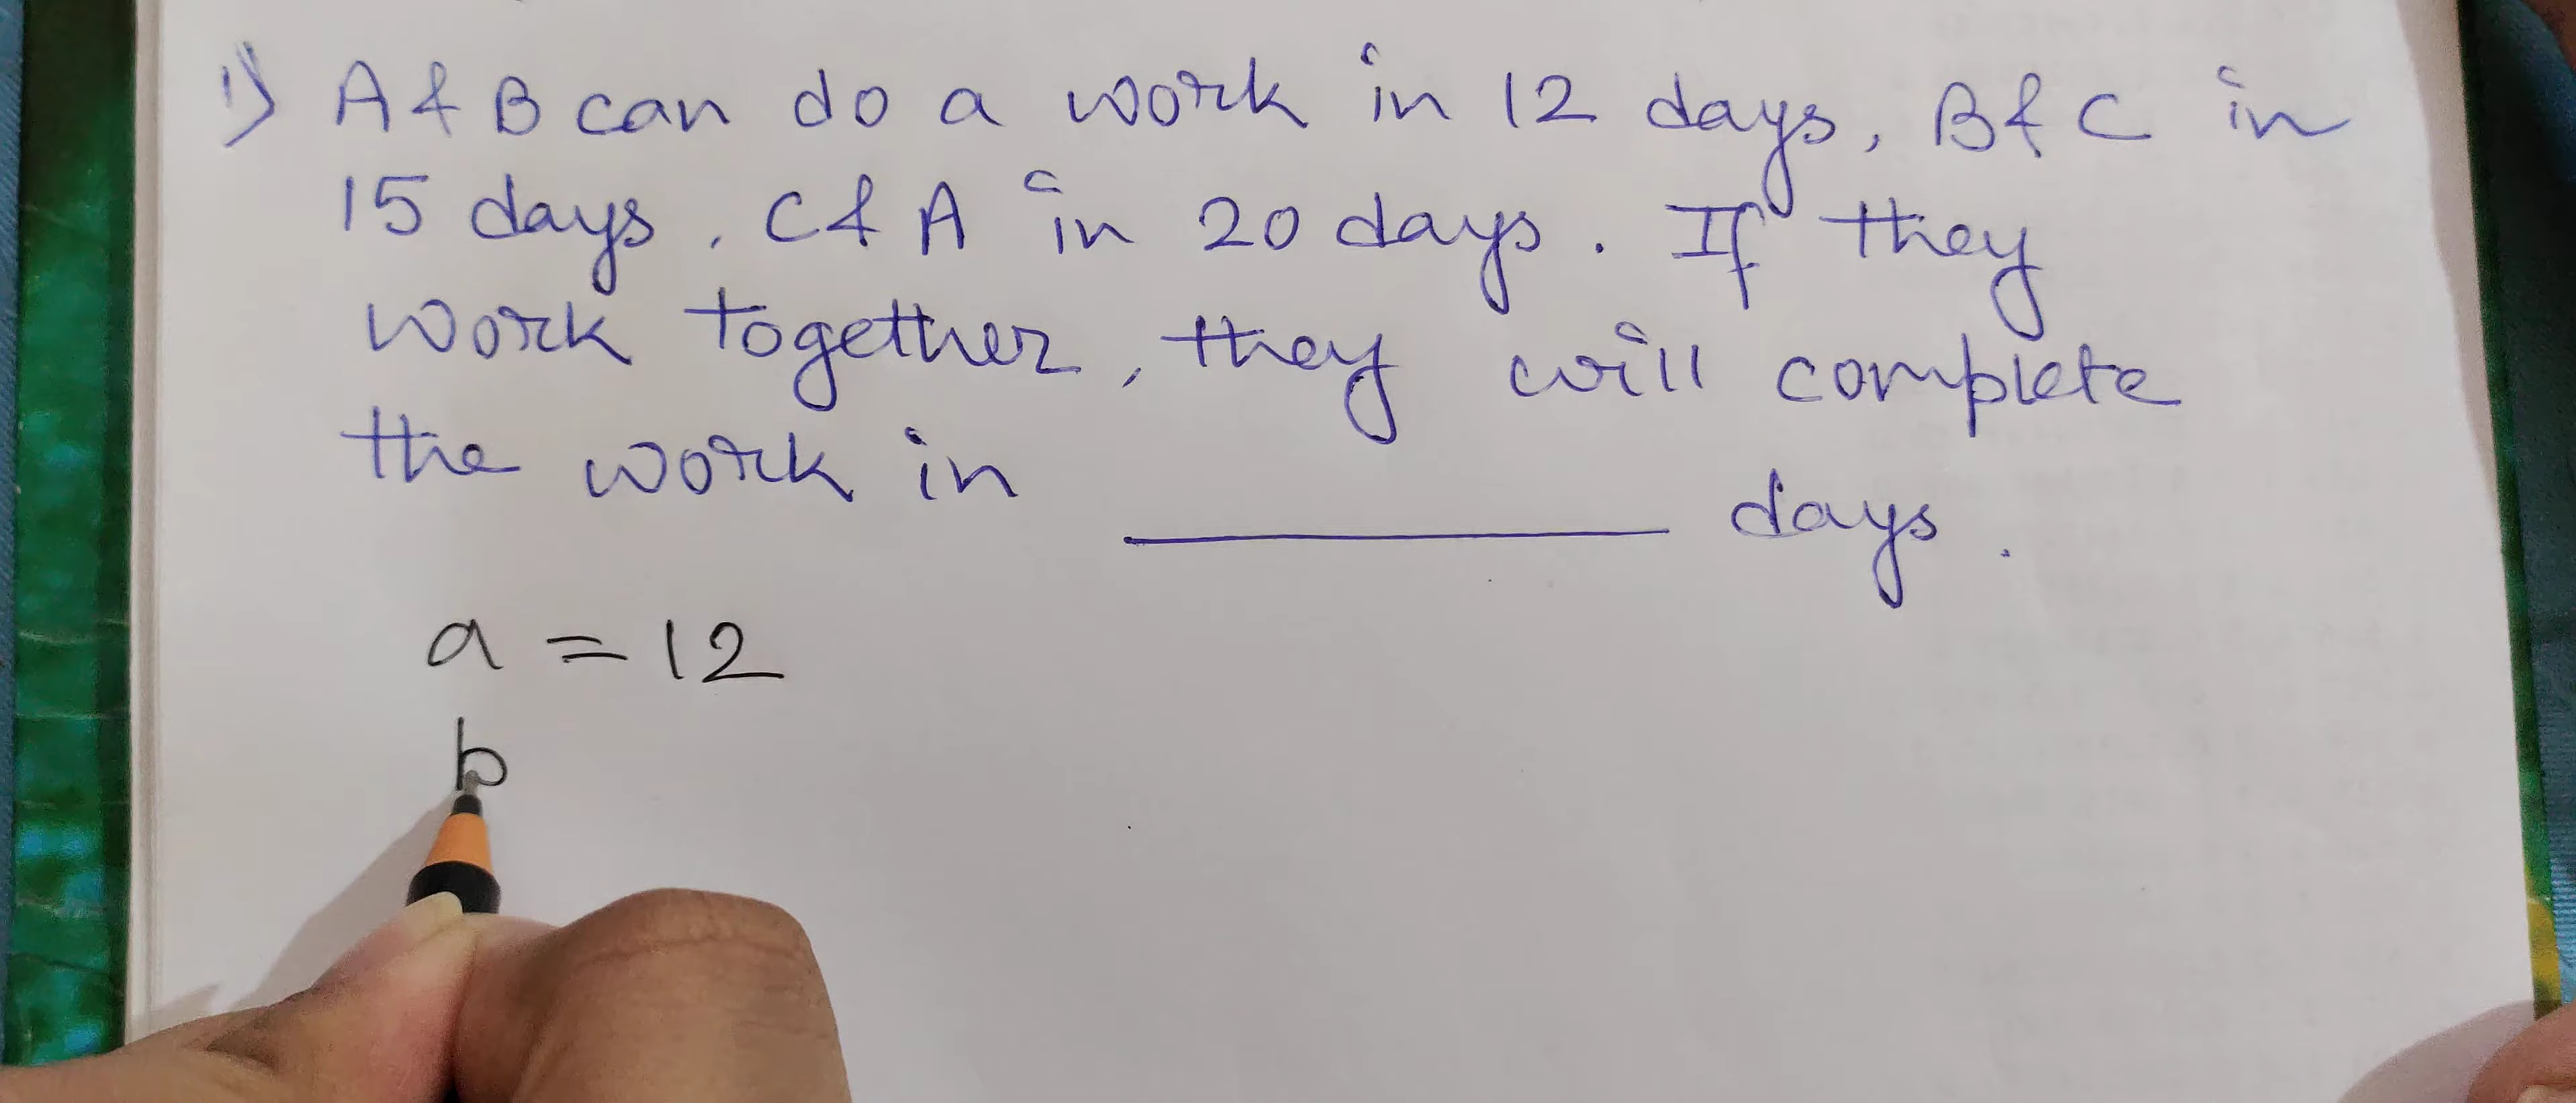 1) A & B can do a work in 12 days, B & C in
15 days, C & A in 20 days. If they
work together, they will complete
the work in ______ days.
a = 12
b